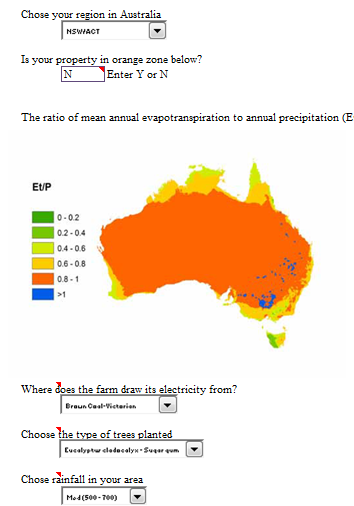 Chose your region in Australia
NSW/ACT
Is your property in orange zone below?
N Enter Y or N
The ratio of mean annual evapotranspiration to annual precipitation (E
Et/P
0 - 0.2
0.2 - 0.4
0.4 - 0.6
0.6 - 0.8
0.8 - 1
>1
Where does the farm draw its electricity from?
Brown Coal-Victorian
Choose the type of trees planted
Eucalyptus cladocalyx - Sugar gum
Chose rainfall in your area
Med (500 - 700)